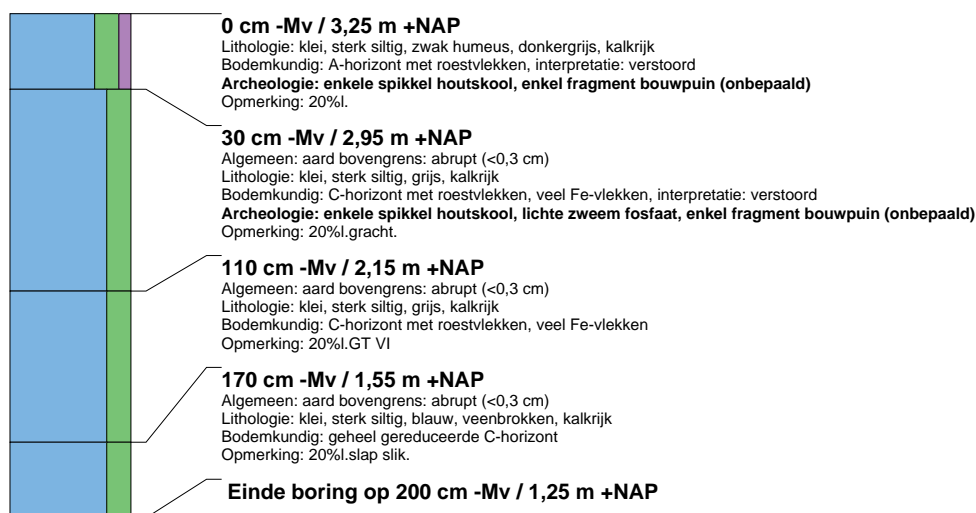 0 cm -Mv / 3,25 m +NAP
Lithologie: klei, sterk siltig, zwak humeus, donkergrijs, kalkrijk
Bodemkundig: A-horizont met roestvlekken, interpretatie: verstoord
Archeologie: enkele spikkel houtskool, enkel fragment bouwpuin (onbepaald)
Opmerking: 20%l.
30 cm -Mv / 2,95 m +NAP
Algemeen: aard bovengrens: abrupt (<0,3 cm)
Lithologie: klei, sterk siltig, grijs, kalkrijk
Bodemkundig: C-horizont met roestvlekken, veel Fe-vlekken, interpretatie: verstoord
Archeologie: enkele spikkel houtskool, lichte zweem fosfaat, enkel fragment bouwpuin (onbepaald)
Opmerking: 20%l.gracht.
110 cm -Mv / 2,15 m +NAP
Algemeen: aard bovengrens: abrupt (<0,3 cm)
Lithologie: klei, sterk siltig, grijs, kalkrijk
Bodemkundig: C-horizont met roestvlekken, veel Fe-vlekken
Opmerking: 20%l.GT VI
170 cm -Mv / 1,55 m +NAP
Algemeen: aard bovengrens: abrupt (<0,3 cm)
Lithologie: klei, sterk siltig, blauw, veenbrokken, kalkrijk
Bodemkundig: geheel gereduceerde C-horizont
Opmerking: 20%l.slap slik.
Einde boring op 200 cm -Mv / 1,25 m +NAP